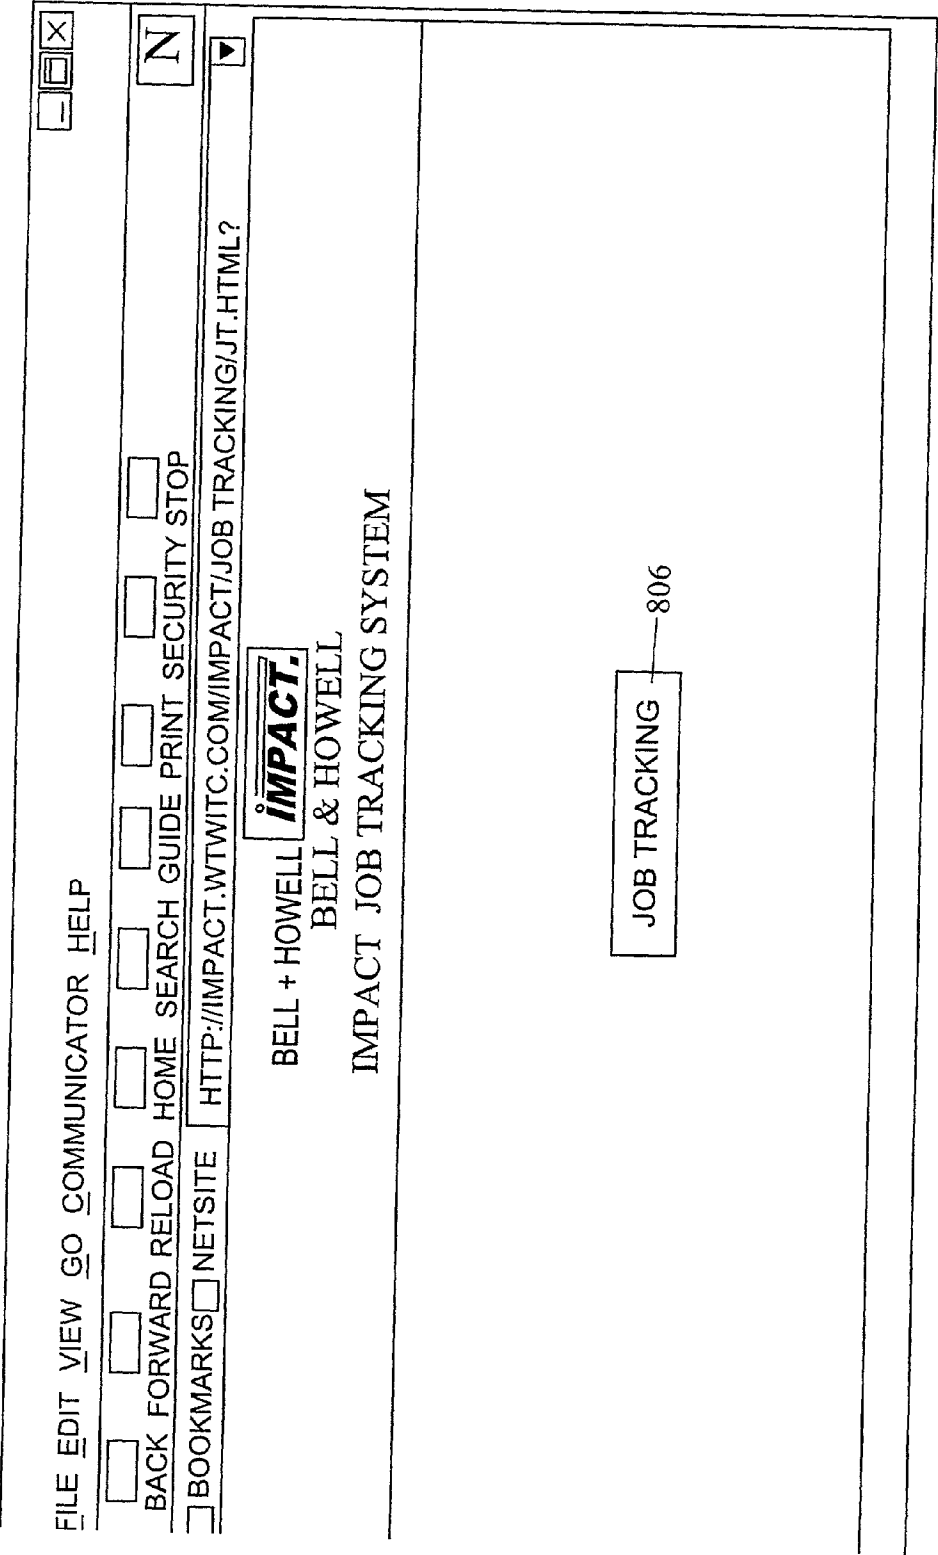 FILE EDIT VIEW GO COMMUNICATOR HELP
N
BACK FORWARD RELOAD HOME SEARCH GUIDE PRINT SECURITY STOP
BOOKMARKS NETSITE HTTP://IMPACT.WTWITC.COM/IMPACT/JOB TRACKING/JT.HTML?
BELL + HOWELL iMPACT.
BELL & HOWELL
IMPACT JOB TRACKING SYSTEM
JOB TRACKING 806